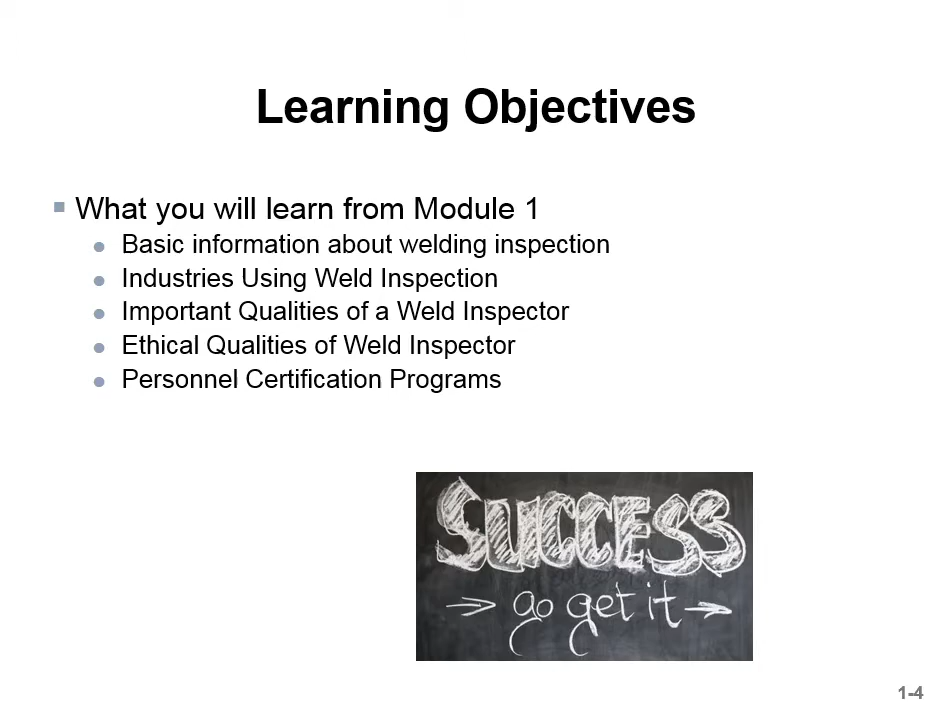 Learning Objectives
What you will learn from Module 1
Basic information about welding inspection
Industries Using Weld Inspection
Important Qualities of a Weld Inspector
Ethical Qualities of Weld Inspector
Personnel Certification Programs
SUCCESS
→ go get it →
1-4